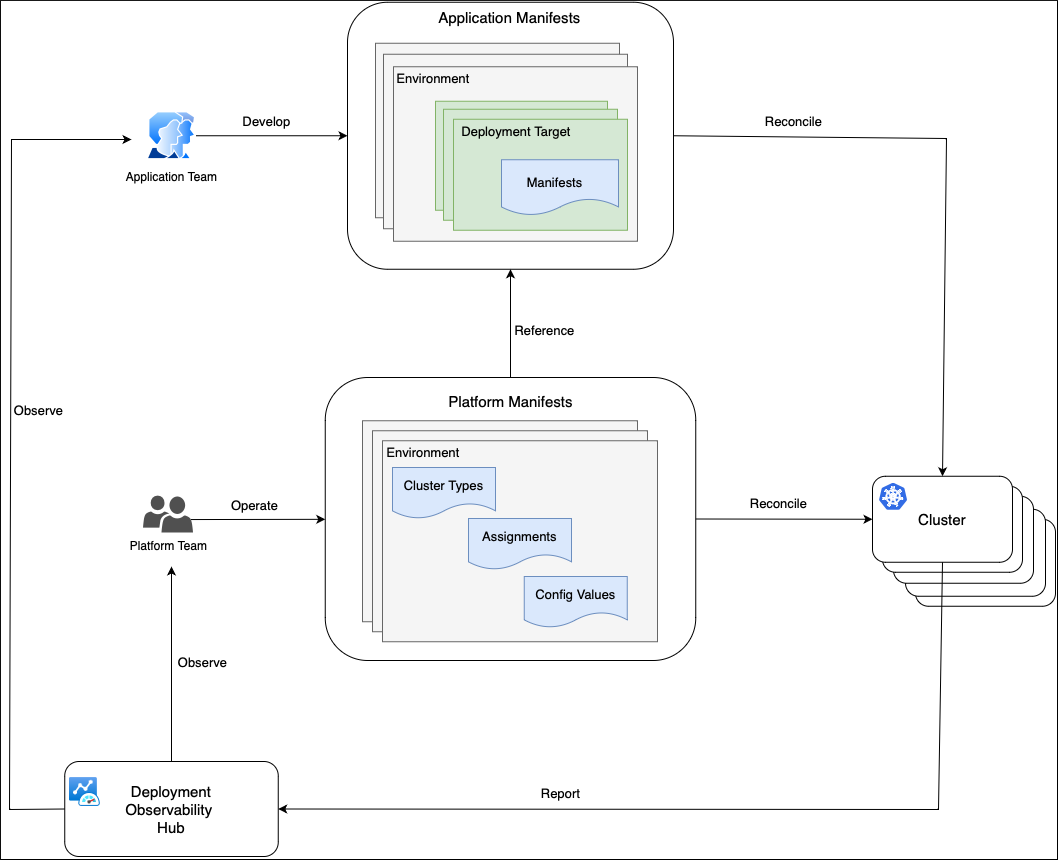 Application Manifests
Environment
Develop
Deployment Target
Reconcile
Application Team
Manifests
Reference
Observe
Platform Manifests
Environment
Cluster Types
Operate
Reconcile
Cluster
Assignments
Platform Team
Config Values
Observe
Deployment
Observability
Hub
Report